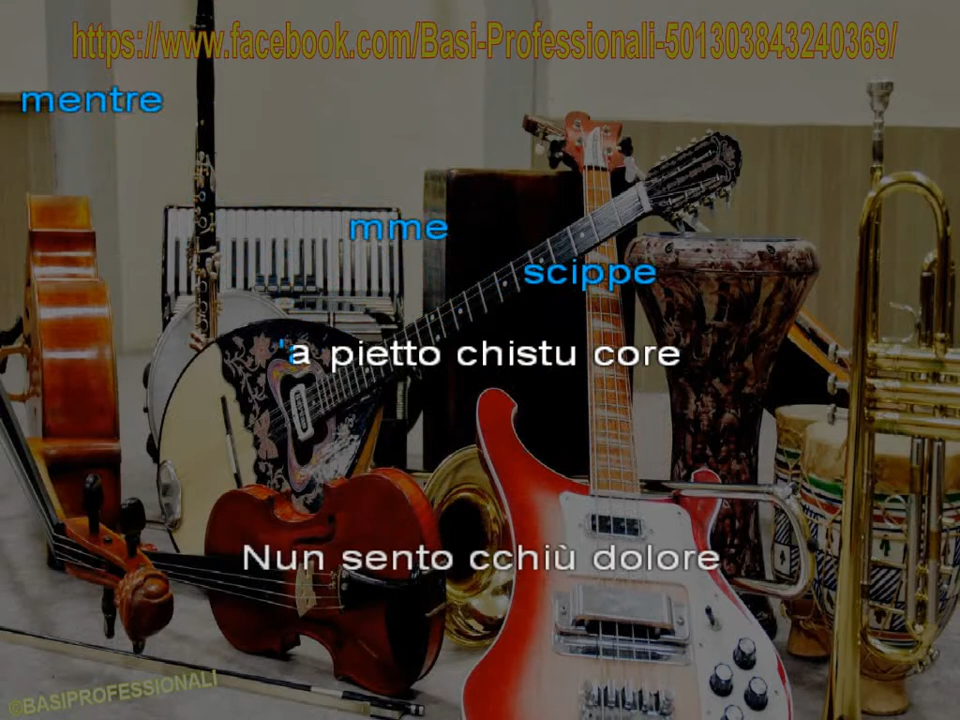 https://www.facebook.com/Basi-Professionali-501303843240369/
mentre
mme
scippe
'a pietto chistu core
Nun sento cchiù dolore
©BASIPROFESSIONALI